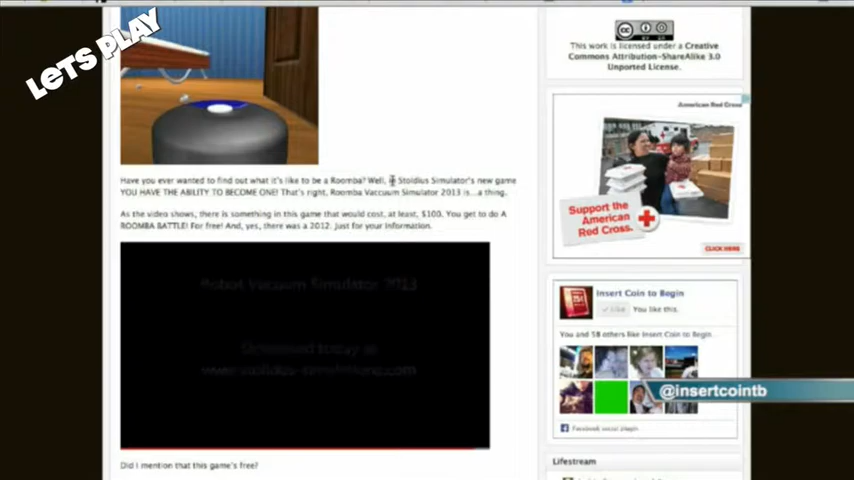 LETS PLAY
Have you ever wanted to find out what it's like to be a Roomba? Well, Stoidius Simulator's new game
YOU HAVE THE ABILITY TO BECOME ONE! That's right, Roomba Vaccuum Simulator 2013 is...a thing.
As the video shows, there is something in this game that would cost, at least, $100. You get to do A
ROOMBA BATTLE! For free! And, yes, there was a 2012. Just for your information.
Robot Vacuum Simulator 2013
Download today at
Did I mention that this game's free?
This work is licensed under a Creative
Commons Attribution-ShareAlike 3.0
Unported License.
American Red Cross
Support the
American
Red Cross.
CLICK HERE
Insert Coin to Begin
Like
You like this.
You and 58 others like Insert Coin to Begin.
@insertcointb
Facebook social plugin
Lifestream